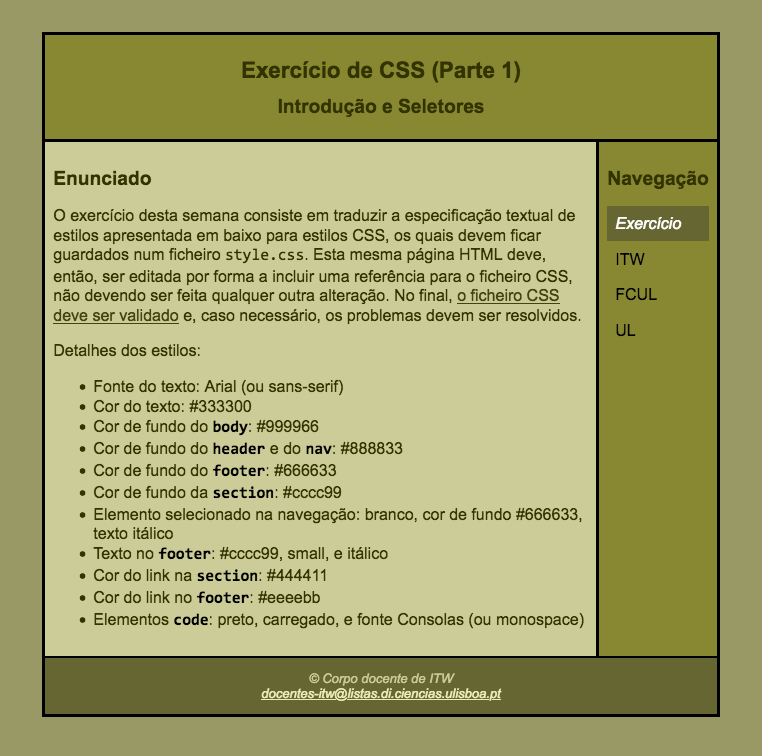 Exercício de CSS (Parte 1)
Introdução e Seletores
Enunciado
O exercício desta semana consiste em traduzir a especificação textual de
estilos apresentada em baixo para estilos CSS, os quais devem ficar
guardados num ficheiro style.css. Esta mesma página HTML deve,
então, ser editada por forma a incluir uma referência para o ficheiro CSS,
não devendo ser feita qualquer outra alteração. No final, o ficheiro CSS
deve ser validado e, caso necessário, os problemas devem ser resolvidos.
Detalhes dos estilos:
• Fonte do texto: Arial (ou sans-serif)
• Cor do texto: #333300
• Cor de fundo do body: #999966
• Cor de fundo do header e do nav: #888833
• Cor de fundo do footer: #666633
• Cor de fundo da section: #cccc99
• Elemento selecionado na navegação: branco, cor de fundo #666633,
texto itálico
• Texto no footer: #cccc99, small, e itálico
• Cor do link na section: #444411
• Cor do link no footer: #eeeebb
• Elementos code: preto, carregado, e fonte Consolas (ou monospace)
Navegação
Exercício
ITW
FCUL
UL
© Corpo docente de ITW
docentes-itw@listas.di.ciencias.ulisboa.pt